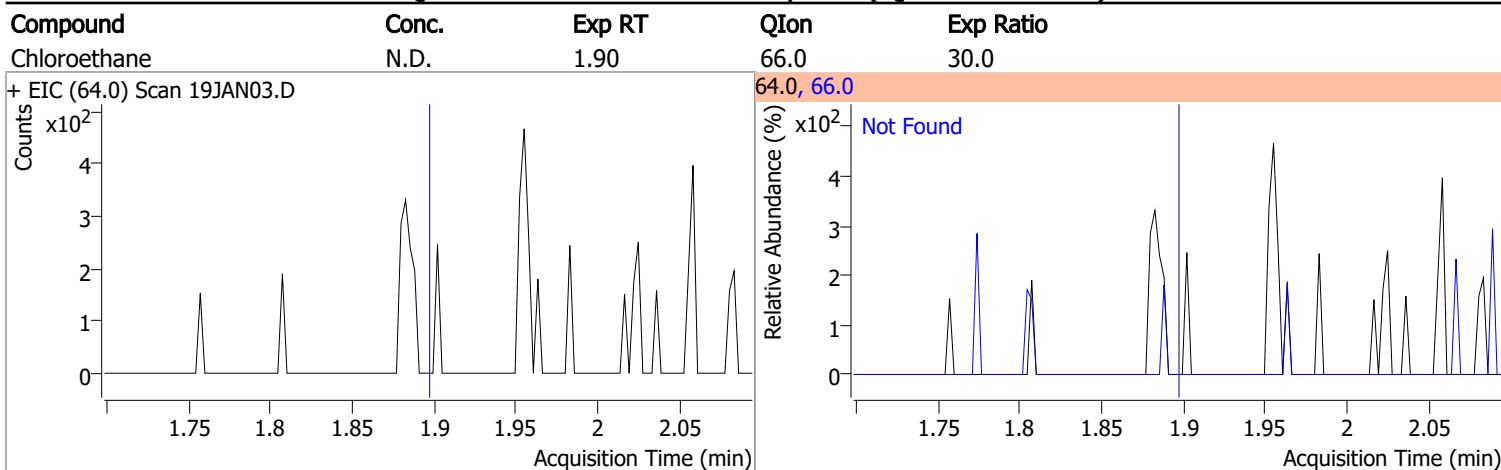 Compound Conc. Exp RT QIon Exp Ratio
Chloroethane N.D. 1.90 66.0 30.0
+ EIC (64.0) Scan 19JAN03.D
Counts
x10²
4
3
2
1
0
1.75 1.8 1.85 1.9 1.95 2 2.05
Acquisition Time (min)
64.0, 66.0
Relative Abundance (%)
x10²
Not Found
4
3
2
1
0
1.75 1.8 1.85 1.9 1.95 2 2.05
Acquisition Time (min)